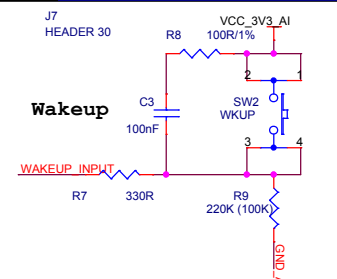 J7
HEADER 30
VCC_3V3_AI
R8
100R/1%
2
1
Wakeup
C3
100nF
SW2
WKUP
3
4
WAKEUP_INPUT
R7
330R
R9
220K (100K)